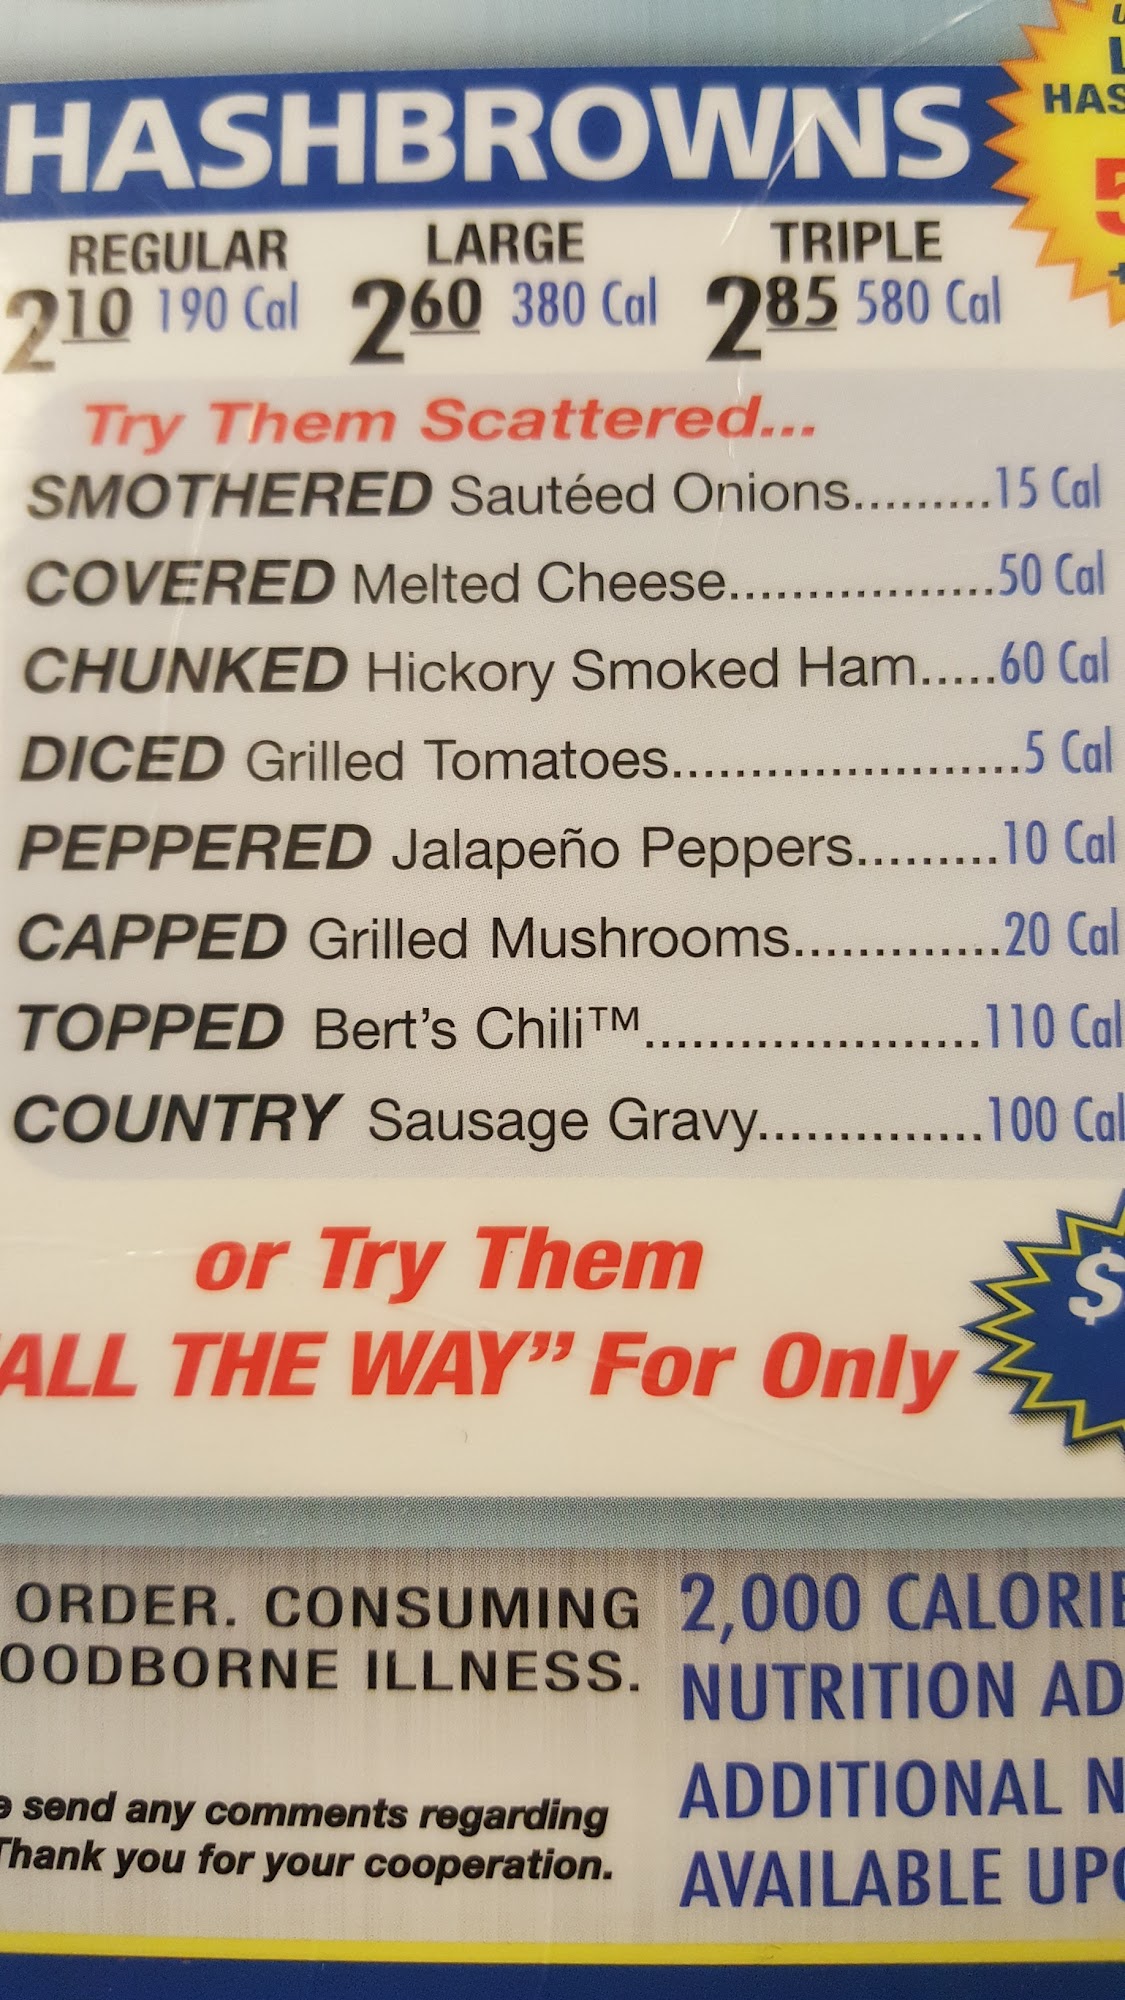 HASHBROWNS
REGULAR LARGE TRIPLE
210 190 Cal 260 380 Cal 285 580 Cal
Try Them Scattered...
SMOTHERED Sautéed Onions.........15 Cal
COVERED Melted Cheese.................50 Cal
CHUNKED Hickory Smoked Ham.....60 Cal
DICED Grilled Tomatoes......................5 Cal
PEPPERED Jalapeño Peppers.........10 Cal
CAPPED Grilled Mushrooms.............20 Cal
TOPPED Bert's Chili™.....................110 Cal
COUNTRY Sausage Gravy..............100 Cal
or Try Them
"ALL THE WAY" For Only
$
ORDER. CONSUMING
OODBORNE ILLNESS.
e send any comments regarding
Thank you for your cooperation.
2,000 CALORIE
NUTRITION AD
ADDITIONAL N
AVAILABLE UPO
HAS
5
+